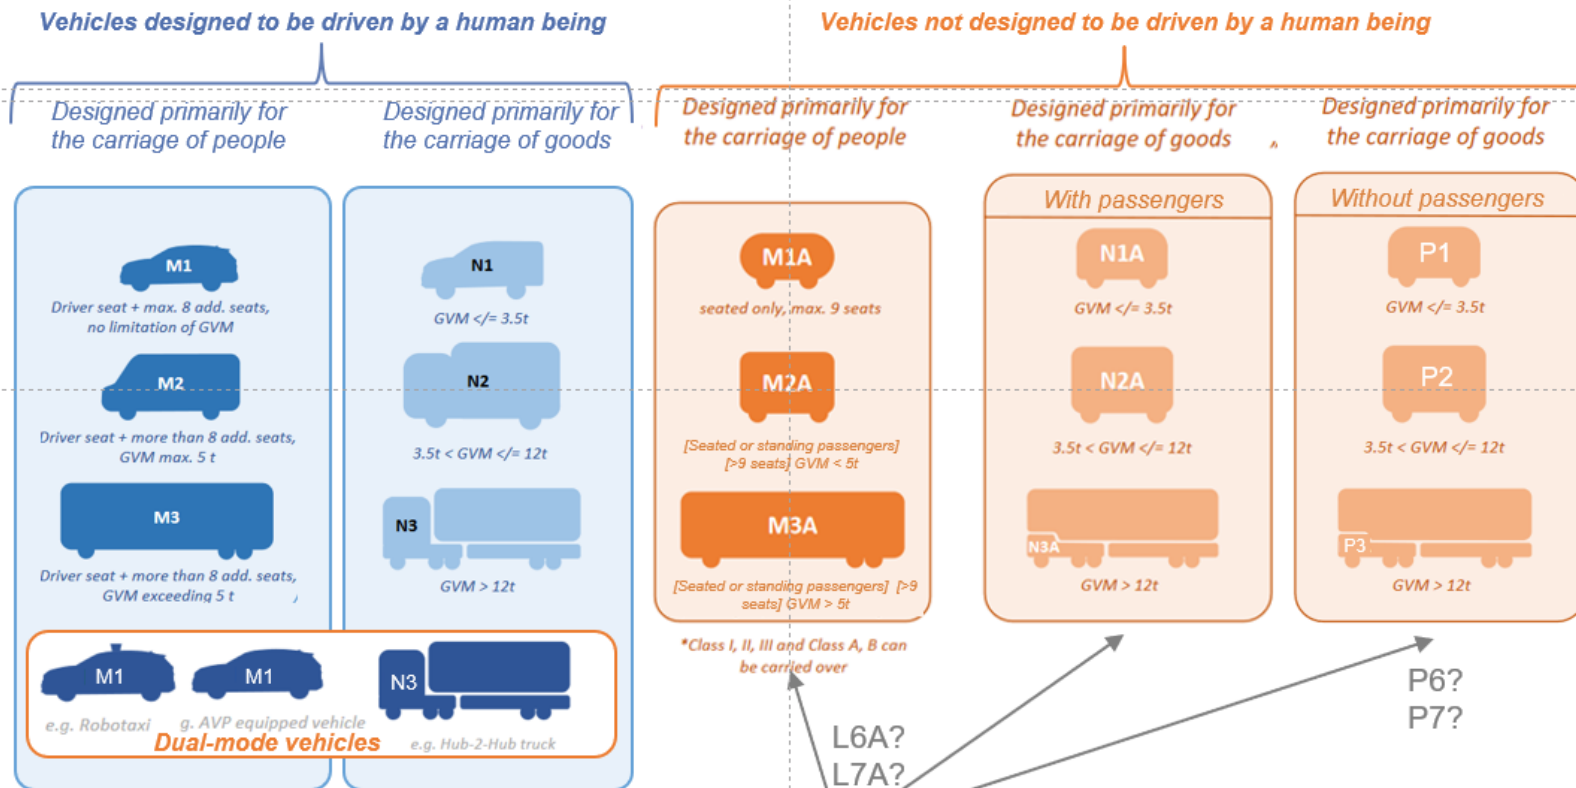 Vehicles designed to be driven by a human being
Vehicles not designed to be driven by a human being
Designed primarily for
the carriage of people
Designed primarily for
the carriage of goods
Designed primarily for
the carriage of people
Designed primarily for
the carriage of goods
Designed primarily for
the carriage of goods
M1
Driver seat + max. 8 add. seats,
no limitation of GVM
M2
Driver seat + more than 8 add. seats,
GVM max. 5 t
M3
Driver seat + more than 8 add. seats,
GVM exceeding 5 t
N1
GVM </= 3.5t
N2
3.5t < GVM </= 12t
N3
GVM > 12t
M1A
seated only, max. 9 seats
M2A
[Seated or standing passengers]
[>9 seats] GVM < 5t
M3A
[Seated or standing passengers] [>9
seats] GVM > 5t
*Class I, II, III and Class A, B can
be carried over
With passengers
N1A
GVM </= 3.5t
N2A
3.5t < GVM </= 12t
N3A
GVM > 12t
Without passengers
P1
GVM </= 3.5t
P2
3.5t < GVM </= 12t
P3
GVM > 12t
M1
e.g. Robotaxi
M1
g. AVP equipped vehicle
N3
e.g. Hub-2-Hub truck
Dual-mode vehicles
L6A?
L7A?
P6?
P7?